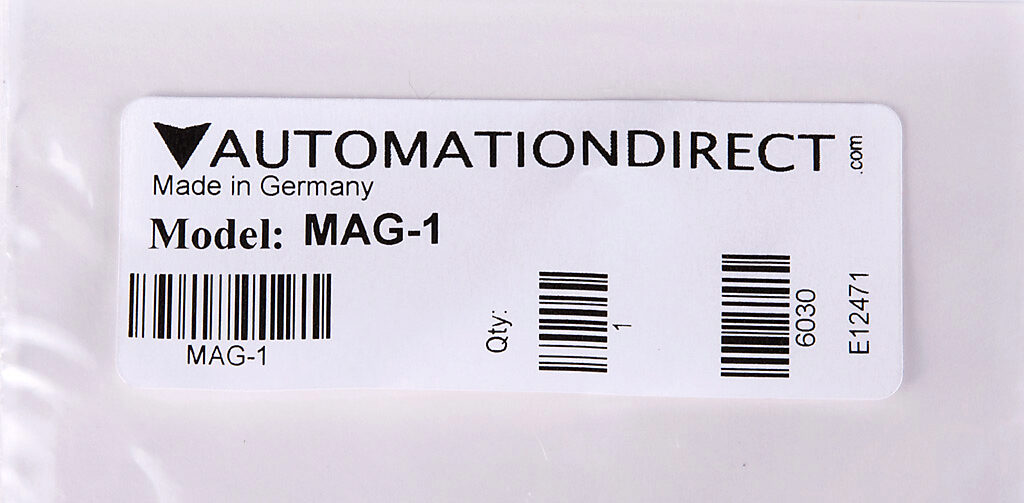 AUTOMATIONDIRECT.com
Made in Germany
Model: MAG-1
MAG-1
Qty:
1
6030
E12471